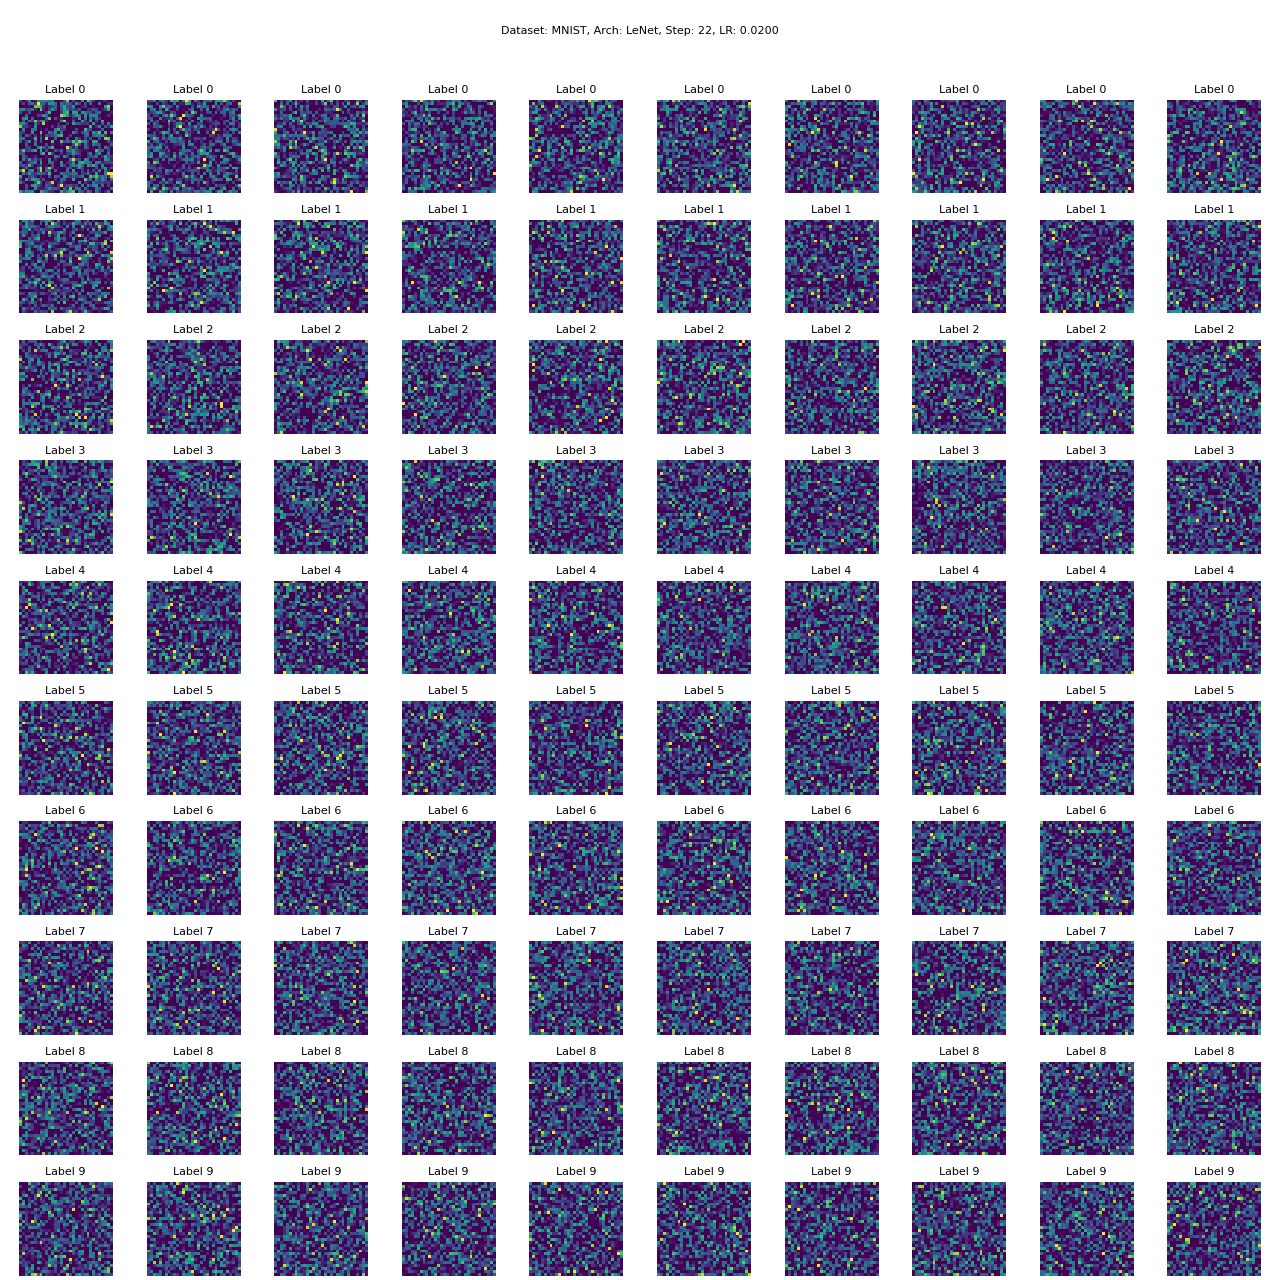 Dataset: MNIST, Arch: LeNet, Step: 22, LR: 0.0200
Label 0 Label 0 Label 0 Label 0 Label 0 Label 0 Label 0 Label 0 Label 0 Label 0
Label 1 Label 1 Label 1 Label 1 Label 1 Label 1 Label 1 Label 1 Label 1 Label 1
Label 2 Label 2 Label 2 Label 2 Label 2 Label 2 Label 2 Label 2 Label 2 Label 2
Label 3 Label 3 Label 3 Label 3 Label 3 Label 3 Label 3 Label 3 Label 3 Label 3
Label 4 Label 4 Label 4 Label 4 Label 4 Label 4 Label 4 Label 4 Label 4 Label 4
Label 5 Label 5 Label 5 Label 5 Label 5 Label 5 Label 5 Label 5 Label 5 Label 5
Label 6 Label 6 Label 6 Label 6 Label 6 Label 6 Label 6 Label 6 Label 6 Label 6
Label 7 Label 7 Label 7 Label 7 Label 7 Label 7 Label 7 Label 7 Label 7 Label 7
Label 8 Label 8 Label 8 Label 8 Label 8 Label 8 Label 8 Label 8 Label 8 Label 8
Label 9 Label 9 Label 9 Label 9 Label 9 Label 9 Label 9 Label 9 Label 9 Label 9